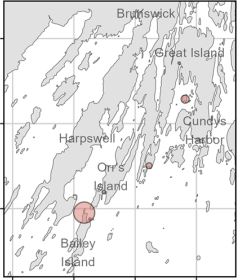 Brunswick
Great Island
Cundys
Harbor
Harpswell
Orr's
Island
Bailey
Island